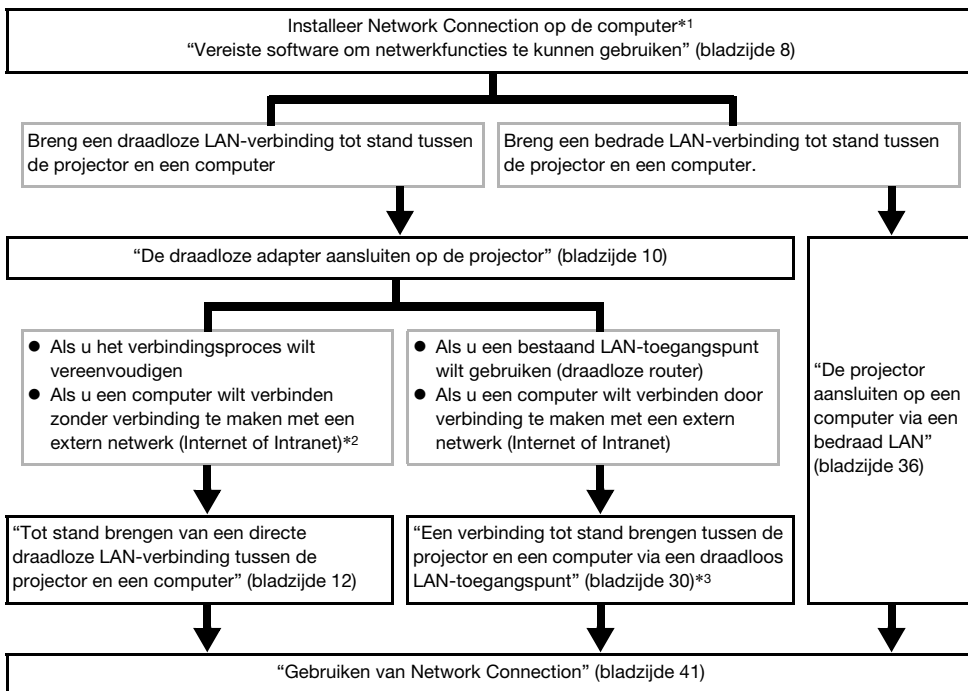 Installeer Network Connection op de computer*1
“Vereiste software om netwerkfuncties te kunnen gebruiken” (bladzijde 8)
Breng een draadloze LAN-verbinding tot stand tussen
de projector en een computer
Breng een bedrade LAN-verbinding tot stand tussen
de projector en een computer.
“De draadloze adapter aansluiten op de projector” (bladzijde 10)
● Als u het verbindingsproces wilt
vereenvoudigen
● Als u een computer wilt verbinden
zonder verbinding te maken met een
extern netwerk (Internet of Intranet)*2
● Als u een bestaand LAN-toegangspunt
wilt gebruiken (draadloze router)
● Als u een computer wilt verbinden door
verbinding te maken met een extern
netwerk (Internet of Intranet)
“De projector
aansluiten op een
computer via een
bedraad LAN”
(bladzijde 36)
“Tot stand brengen van een directe
draadloze LAN-verbinding tussen de
projector en een computer” (bladzijde 12)
“Een verbinding tot stand brengen tussen de
projector en een computer via een draadloos
LAN-toegangspunt” (bladzijde 30)*3
“Gebruiken van Network Connection” (bladzijde 41)